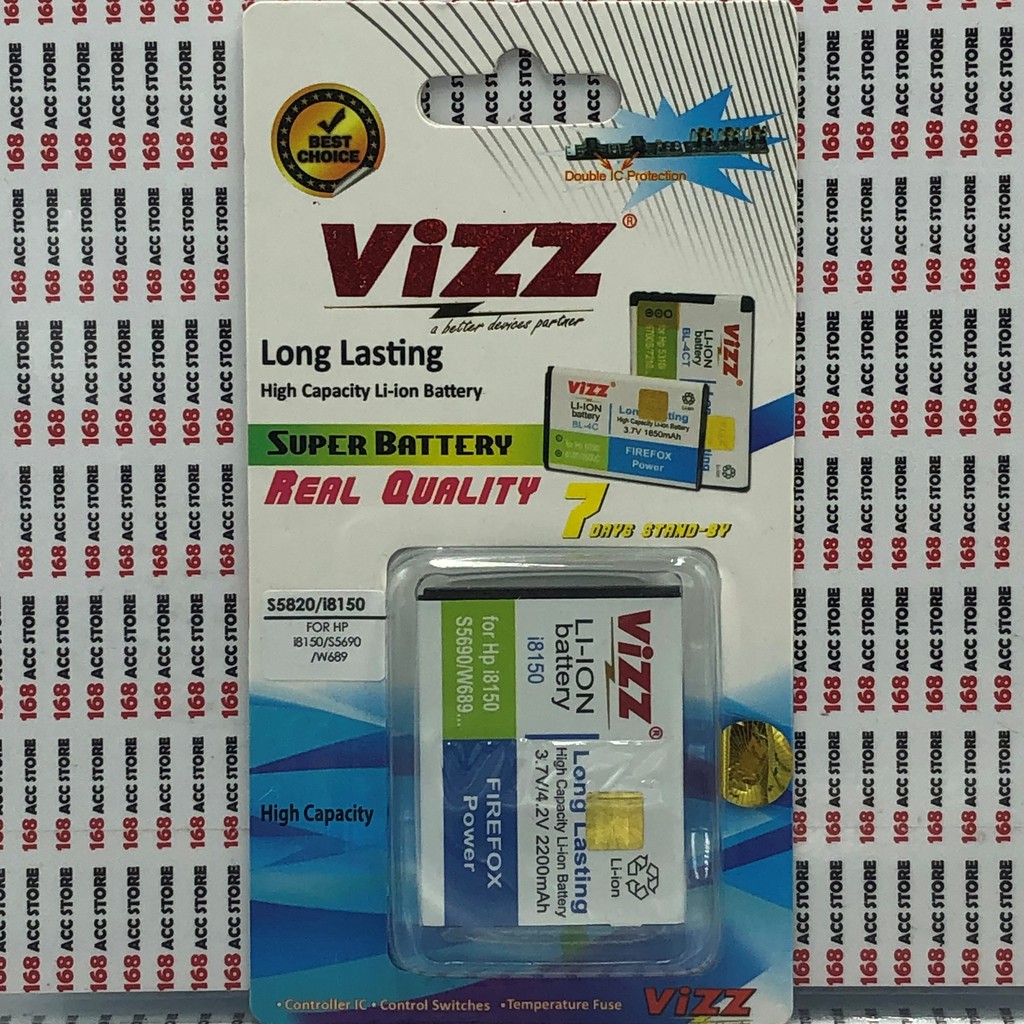 168 ACC STORE
BEST
CHOICE
Double IC Protection
ViZZ®
a better devices partner
Long Lasting
High Capacity Li-ion Battery
SUPER BATTERY
REAL QUALITY
7 DAYS STAND-BY
ViZZ
LI-ION
battery
BL-4CT
for Hp 5310
ViZZ
LI-ION
battery
BL-4C
Long Lasting
High Capacity Li-ion Battery
3.7V 1850mAh
FIREFOX
Power
S5820/i8150
FOR HP
i8150/S5690
/W689
ViZZ®
LI-ION
battery
i8150
for Hp i8150
S5690/W689...
Long Lasting
High Capacity Li-ion Battery
3.7V/4.2V 2200mAh
FIREFOX
Power
Li-ion
High Capacity
• Controller IC • Control Switches • Temperature Fuse
ViZZ